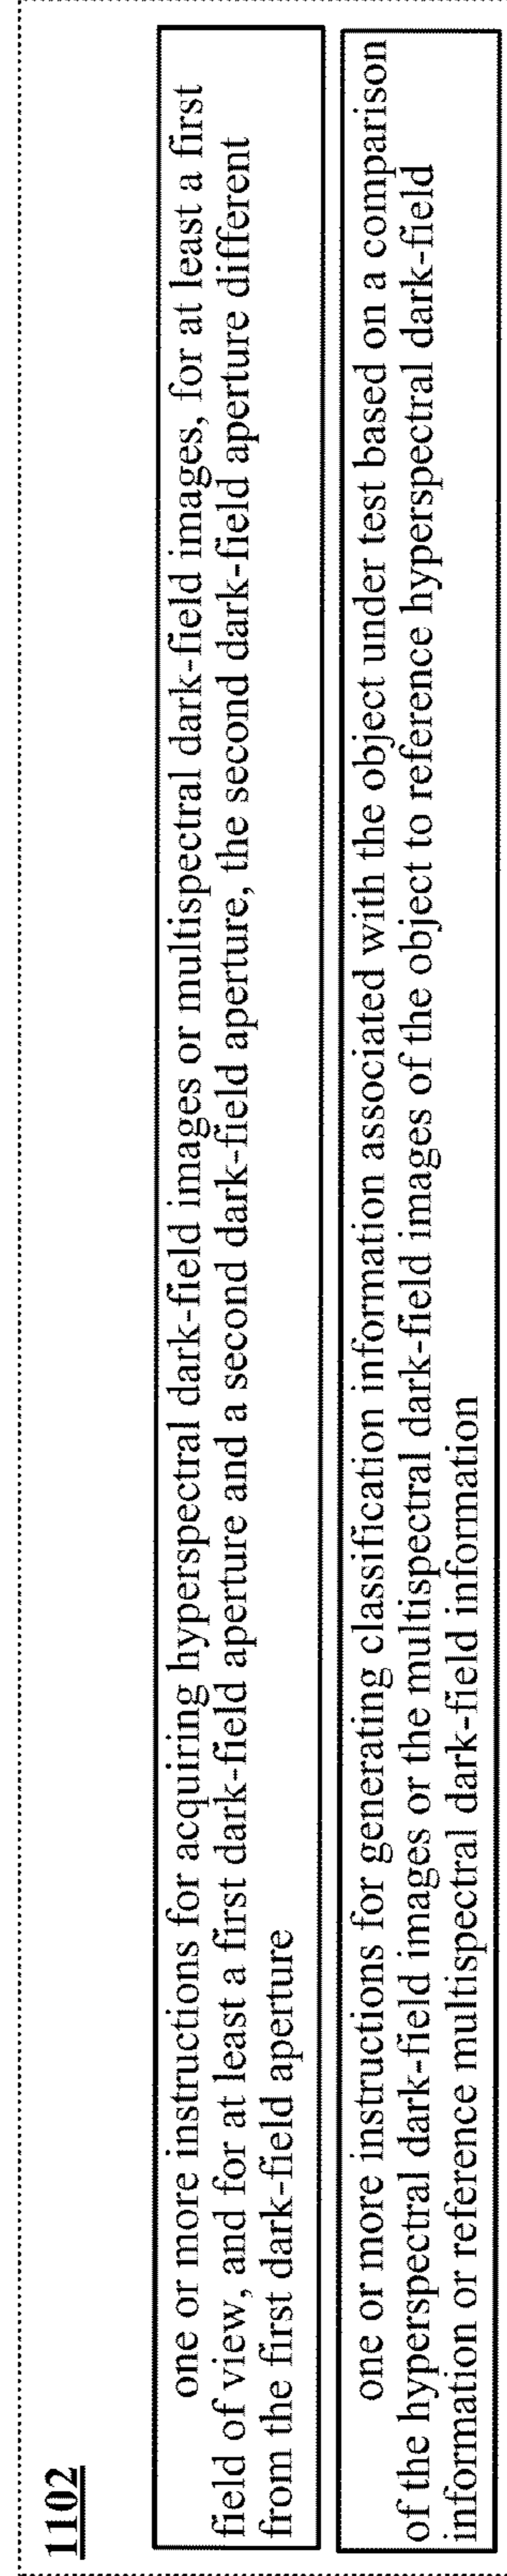 1102
one or more instructions for acquiring hyperspectral dark-field images or multispectral dark-field images, for at least a first
field of view, and for at least a first dark-field aperture and a second dark-field aperture, the second dark-field aperture different
from the first dark-field aperture
one or more instructions for generating classification information associated with the object under test based on a comparison
of the hyperspectral dark-field images or the multispectral dark-field images of the object to reference hyperspectral dark-field
information or reference multispectral dark-field information